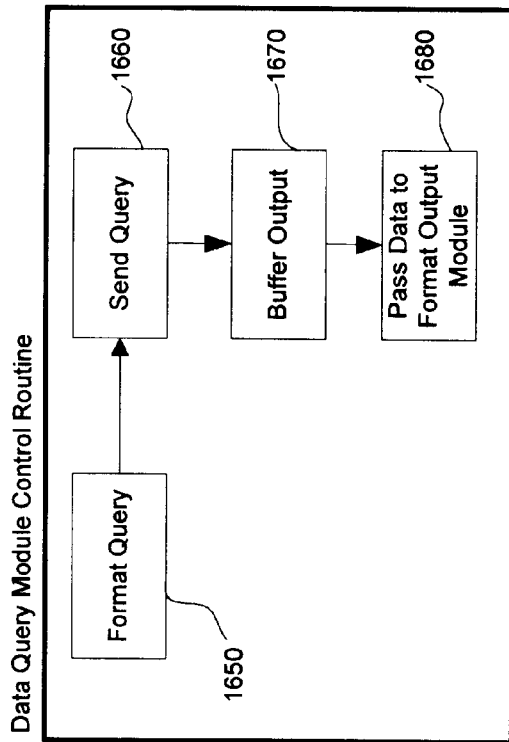 Data Query Module Control Routine
Format Query
1650
Send Query
1660
Buffer Output
1670
Pass Data to
Format Output
Module
1680